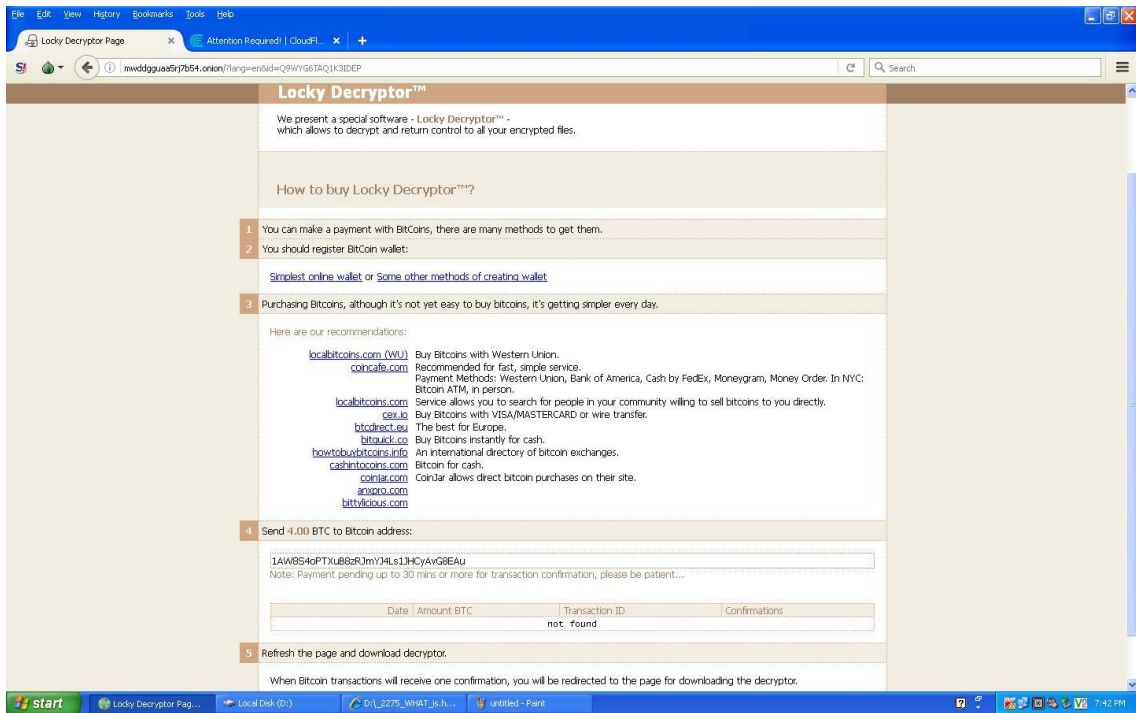 File Edit View History Bookmarks Tools Help
Locky Decryptor Page
Attention Required! | CloudFl...
mwddgguaa5rj7b54.onion/?lang=en&id=Q9WYG6TAQ1K3IDEP
Search
Locky Decryptor™
We present a special software - Locky Decryptor™ -
which allows to decrypt and return control to all your encrypted files.
How to buy Locky Decryptor™?
1 You can make a payment with BitCoins, there are many methods to get them.
2 You should register BitCoin wallet:
Simplest online wallet or Some other methods of creating wallet
3 Purchasing Bitcoins, although it's not yet easy to buy bitcoins, it's getting simpler every day.
Here are our recommendations:
localbitcoins.com (WU) Buy Bitcoins with Western Union.
coincafe.com Recommended for fast, simple service.
Payment Methods: Western Union, Bank of America, Cash by FedEx, Moneygram, Money Order. In NYC:
Bitcoin ATM, in person.
localbitcoins.com Service allows you to search for people in your community willing to sell bitcoins to you directly.
cex.io Buy Bitcoins with VISA/MASTERCARD or wire transfer.
btcdirect.eu The best for Europe.
bitquick.co Buy Bitcoins instantly for cash.
howtobuybitcoins.info An international directory of bitcoin exchanges.
cashintocoins.com Bitcoin for cash.
coinjar.com CoinJar allows direct bitcoin purchases on their site.
anxpro.com
bittylicious.com
4 Send 4.00 BTC to Bitcoin address:
1AW8S4oPTXuB8zRJmYJ4Ls1JHCyAvG8EAu
Note: Payment pending up to 30 mins or more for transaction confirmation, please be patient...
Date Amount BTC Transaction ID Confirmations
not found
5 Refresh the page and download decryptor.
When Bitcoin transactions will receive one confirmation, you will be redirected to the page for downloading the decryptor.
start
Locky Decryptor Pag...
Local Disk (D:)
D:\_2275_WHAT_is.h...
untitled - Paint
7:42 PM